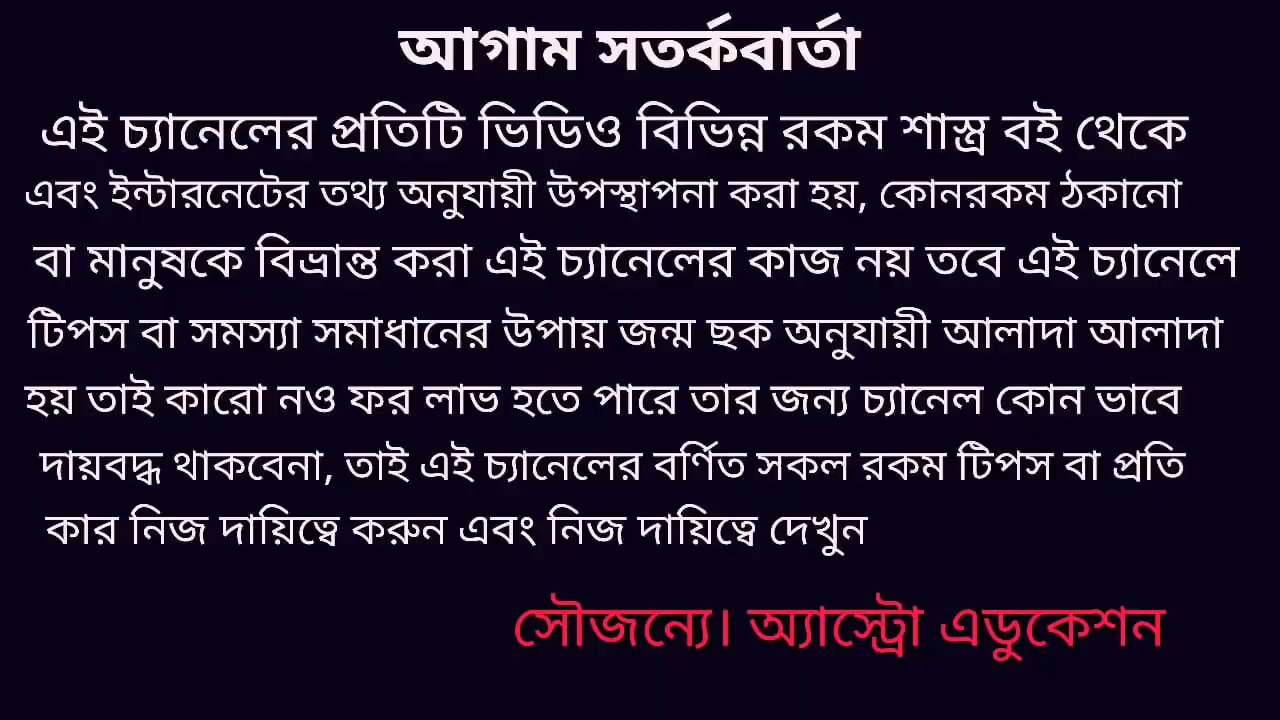 আগাম সতর্কবার্তা
এই চ্যানেলের প্রতিটি ভিডিও বিভিন্ন রকম শাস্ত্র বই থেকে
এবং ইন্টারনেটের তথ্য অনুযায়ী উপস্থাপনা করা হয়, কোনরকম ঠকানো
বা মানুষকে বিভ্রান্ত করা এই চ্যানেলের কাজ নয় তবে এই চ্যানেলে
টিপস বা সমস্যা সমাধানের উপায় জন্ম ছক অনুযায়ী আলাদা আলাদা
হয় তাই কারো নও ফর লাভ হতে পারে তার জন্য চ্যানেল কোন ভাবে
দায়বদ্ধ থাকবেনা, তাই এই চ্যানেলের বর্ণিত সকল রকম টিপস বা প্রতি
কার নিজ দায়িত্বে করুন এবং নিজ দায়িত্বে দেখুন
সৌজন্যে। অ্যাস্ট্রো এডুকেশন